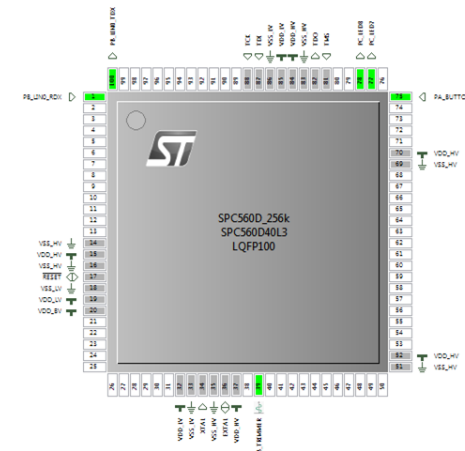 PB_LIN0_TDX
TCK
TDI
VSS_LV
VDD_LV
VDD_HV
VSS_HV
TDO
TMS
PC_LED8
PC_LED7
100 99 98 97 96 95 94 93 92 91 90 89 88 87 86 85 84 83 82 81 80 79 78 77 76
PB_LIN0_RDX 1
2
3
4
5
6
7
8
9
10
11
12
13
VSS_HV 14
VDD_HV 15
VSS_HV 16
RESET 17
VSS_LV 18
VDD_LV 19
VDD_BV 20
21
22
23
24
25
ST
SPC560D_256k
SPC560D40L3
LQFP100
75 PA_BUTTO
74
73
72
71
70 VDD_HV
69 VSS_HV
68
67
66
65
64
63
62
61
60
59
58
57
56
55
54
53
52 VDD_HV
51 VSS_HV
26 27 28 29 30 31 32 33 34 35 36 37 38 39 40 41 42 43 44 45 46 47 48 49 50
VDD_LV
VSS_LV
XTAL
VSS_HV
EXTAL
VDD_HV
TRIMMER